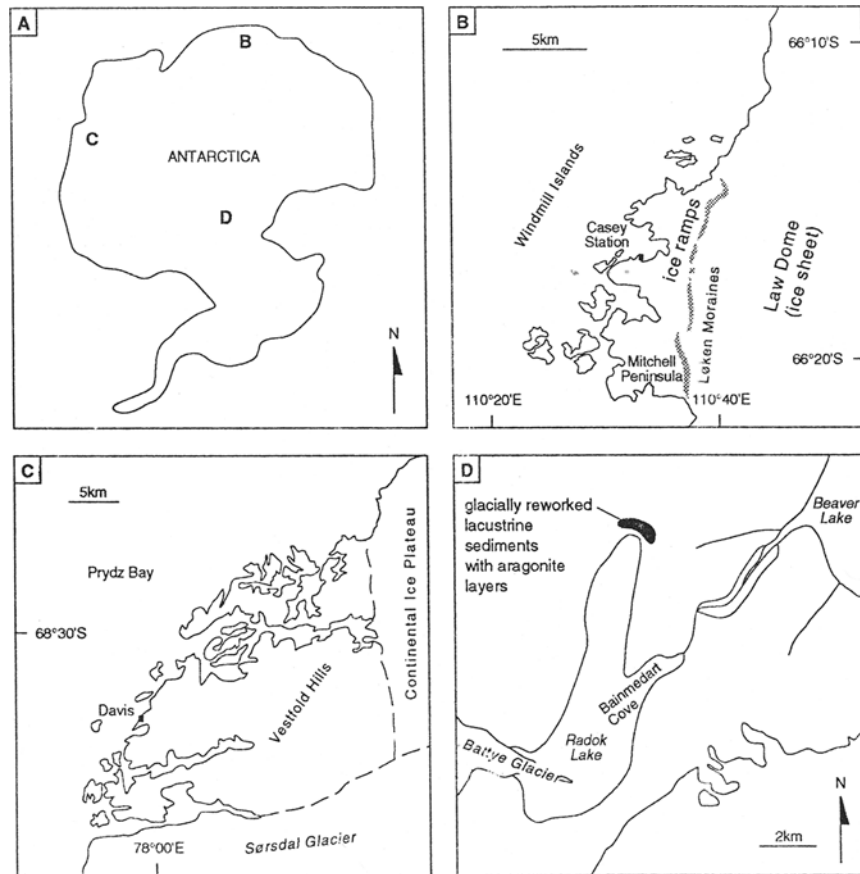 A
B
C
ANTARCTICA
D
N
B
5km
66°10'S
Windmill Islands
Casey
Station
ice ramps
Law Dome
(ice sheet)
Løken Moraines
Mitchell
Peninsula
66°20'S
110°20'E
110°40'E
C
5km
Prydz Bay
Continental Ice Plateau
68°30'S
Vestfold Hills
Davis
78°00'E
Sørsdal Glacier
D
glacially reworked
lacustrine
sediments
with aragonite
layers
Beaver
Lake
Bainmedart
Cove
Radok
Lake
Battye Glacier
N
2km